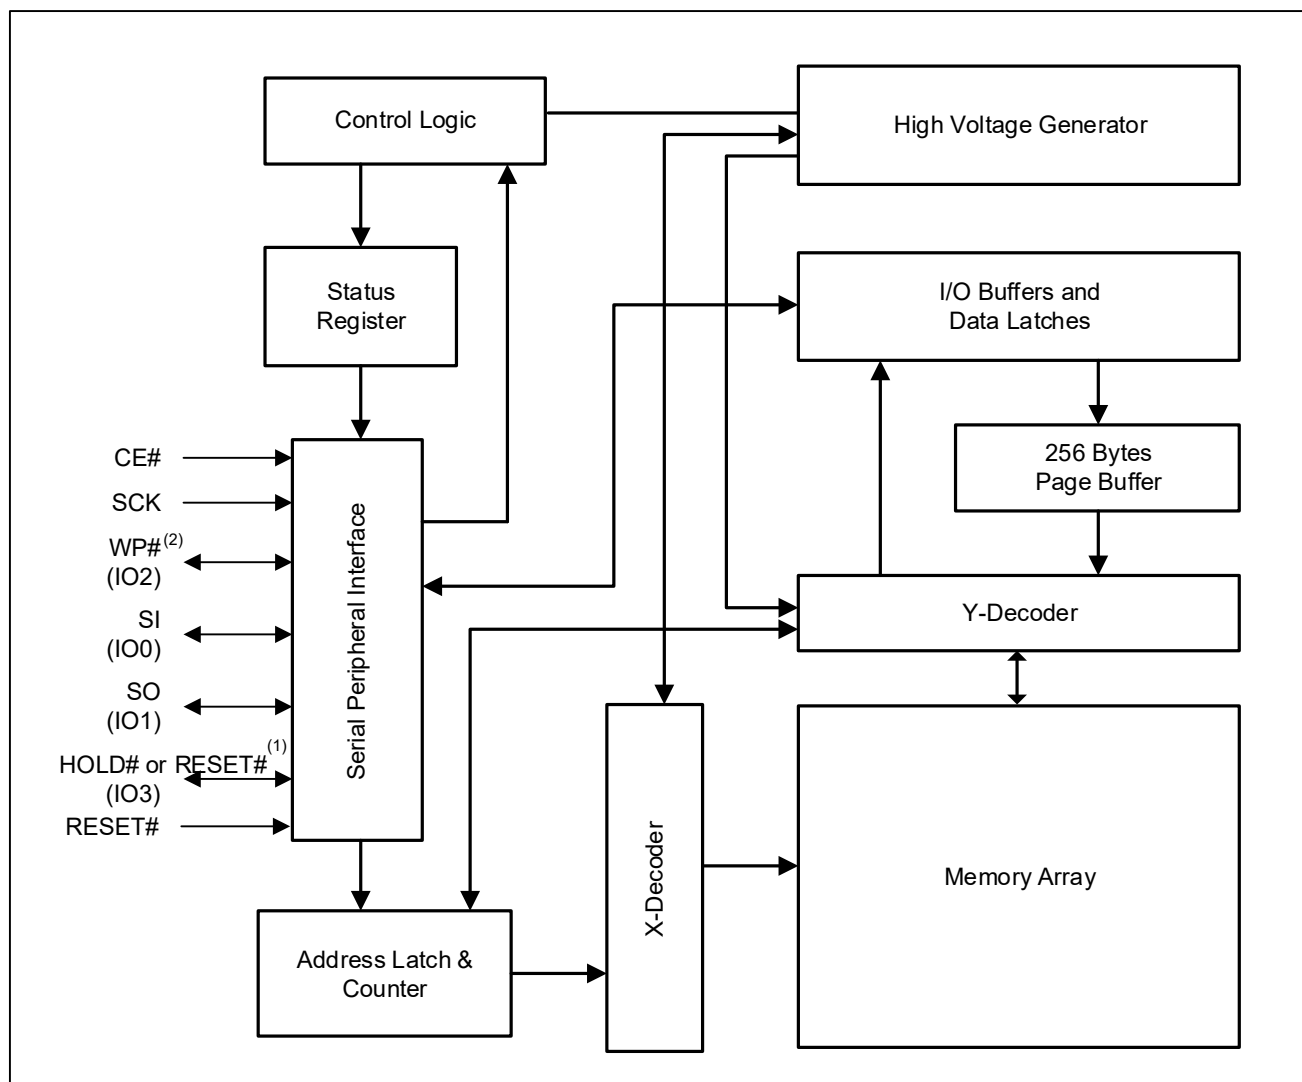 Control Logic
High Voltage Generator
Status
Register
I/O Buffers and
Data Latches
256 Bytes
Page Buffer
CE#
SCK
WP#(2)
(IO2)
SI
(IO0)
SO
(IO1)
HOLD# or RESET#(1)
(IO3)
RESET#
Serial Peripheral Interface
Y-Decoder
X-Decoder
Memory Array
Address Latch &
Counter